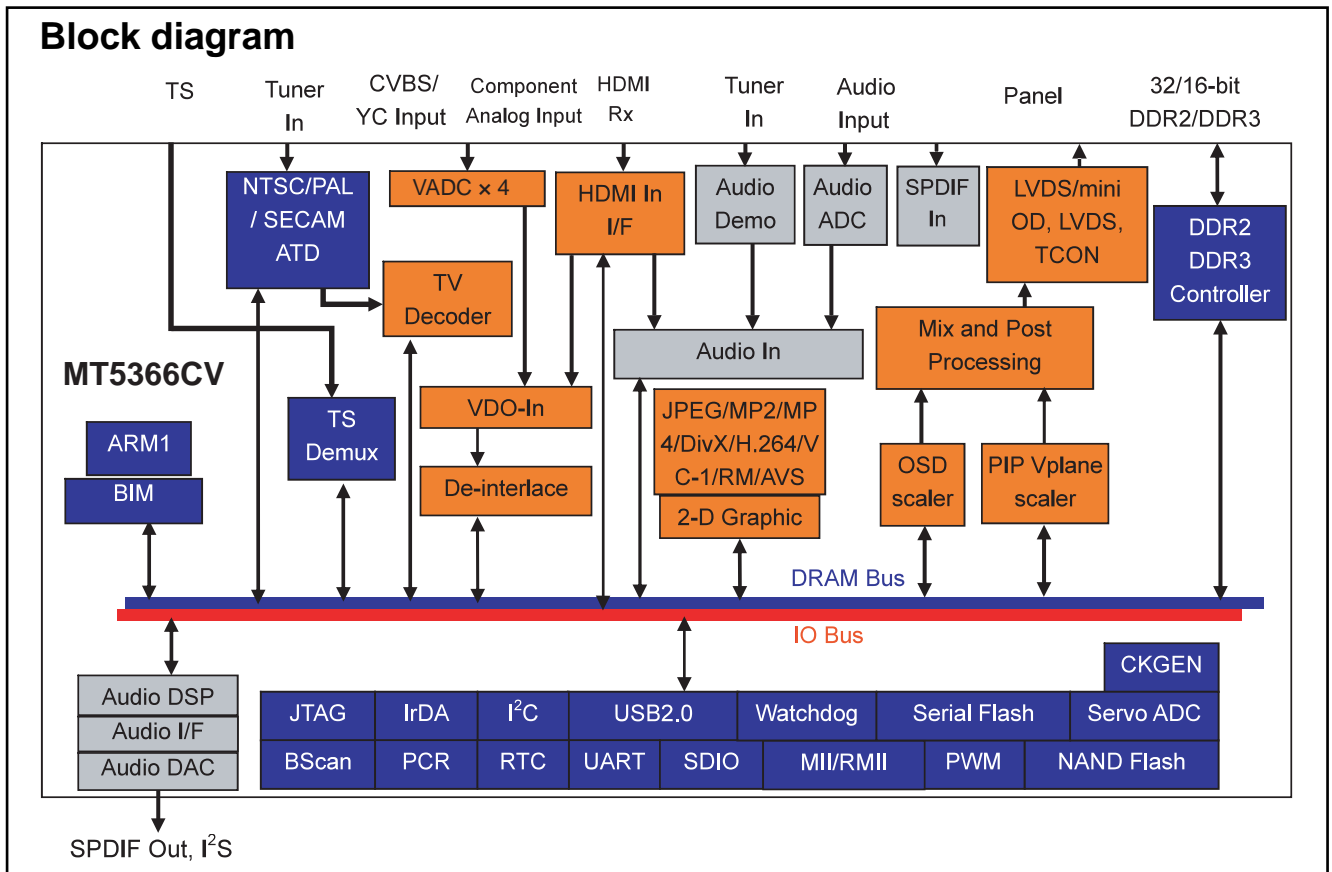 Block diagram
TS
Tuner
In
CVBS/
YC Input
Component
Analog Input
HDMI
Rx
Tuner
In
Audio
Input
Panel
32/16-bit
DDR2/DDR3
NTSC/PAL
/ SECAM
ATD
VADC × 4
HDMI In
I/F
Audio
Demo
Audio
ADC
SPDIF
In
LVDS/mini
OD, LVDS,
TCON
DDR2
DDR3
Controller
TV
Decoder
Audio In
Mix and Post
Processing
MT5366CV
ARM1
BIM
TS
Demux
VDO-In
De-interlace
JPEG/MP2/MP
4/DivX/H.264/V
C-1/RM/AVS
2-D Graphic
OSD
scaler
PIP Vplane
scaler
DRAM Bus
IO Bus
Audio DSP
Audio I/F
Audio DAC
SPDIF Out, I²S
CKGEN
JTAG
IrDA
I²C
USB2.0
Watchdog
Serial Flash
Servo ADC
BScan
PCR
RTC
UART
SDIO
MII/RMII
PWM
NAND Flash